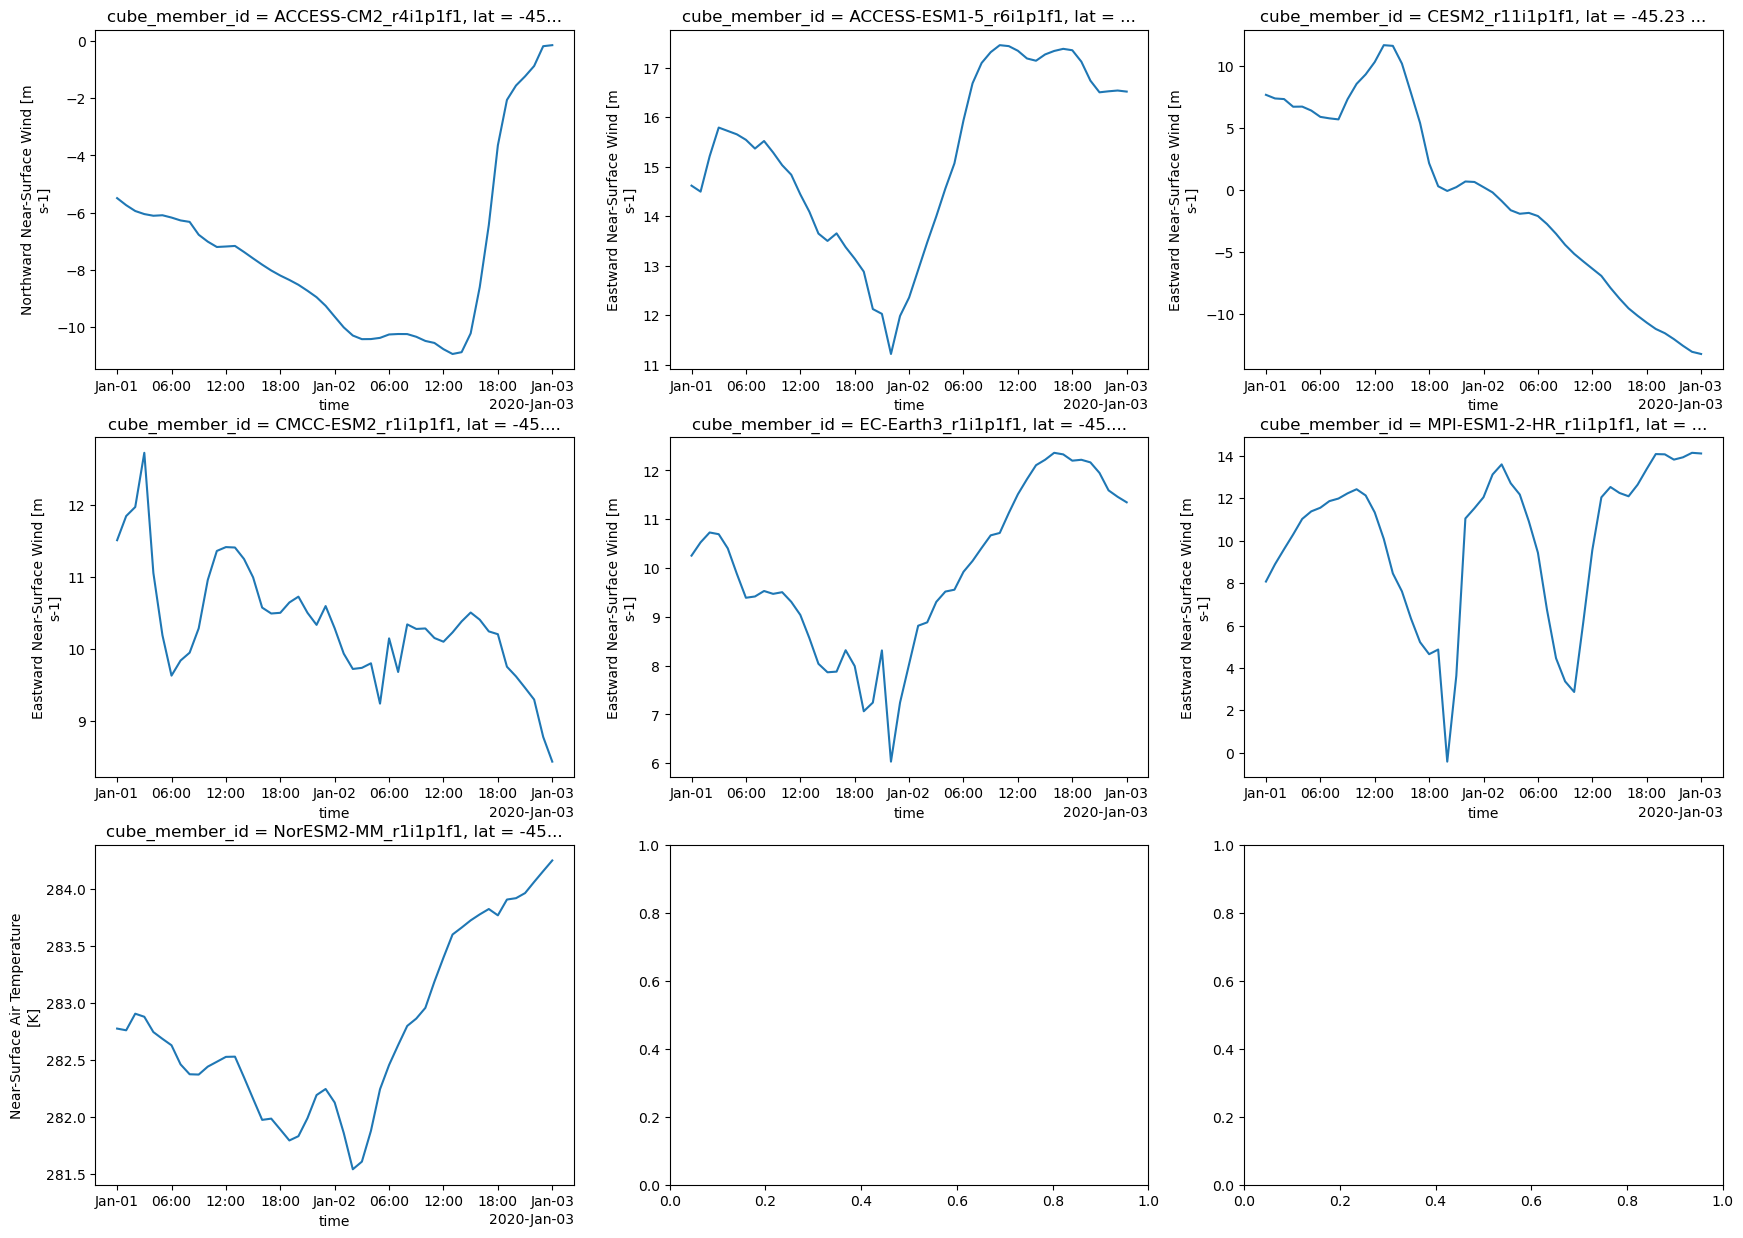 cube_member_id = ACCESS-CM2_r4i1p1f1, lat = -45...
Northward Near-Surface Wind [m
s-1]
0
−2
−4
−6
−8
−10
Jan-01 06:00 12:00 18:00 Jan-02 06:00 12:00 18:00 Jan-03
time
2020-Jan-03
cube_member_id = ACCESS-ESM1-5_r6i1p1f1, lat = ...
Eastward Near-Surface Wind [m
s-1]
17
16
15
14
13
12
11
Jan-01 06:00 12:00 18:00 Jan-02 06:00 12:00 18:00 Jan-03
time
2020-Jan-03
cube_member_id = CESM2_r11i1p1f1, lat = -45.23 ...
Eastward Near-Surface Wind [m
s-1]
10
5
0
−5
−10
Jan-01 06:00 12:00 18:00 Jan-02 06:00 12:00 18:00 Jan-03
time
2020-Jan-03
cube_member_id = CMCC-ESM2_r1i1p1f1, lat = -45....
Eastward Near-Surface Wind [m
s-1]
12
11
10
9
Jan-01 06:00 12:00 18:00 Jan-02 06:00 12:00 18:00 Jan-03
time
2020-Jan-03
cube_member_id = EC-Earth3_r1i1p1f1, lat = -45....
Eastward Near-Surface Wind [m
s-1]
12
11
10
9
8
7
6
Jan-01 06:00 12:00 18:00 Jan-02 06:00 12:00 18:00 Jan-03
time
2020-Jan-03
cube_member_id = MPI-ESM1-2-HR_r1i1p1f1, lat = ...
Eastward Near-Surface Wind [m
s-1]
14
12
10
8
6
4
2
0
Jan-01 06:00 12:00 18:00 Jan-02 06:00 12:00 18:00 Jan-03
time
2020-Jan-03
cube_member_id = NorESM2-MM_r1i1p1f1, lat = -45...
Near-Surface Air Temperature
[K]
284.0
283.5
283.0
282.5
282.0
281.5
Jan-01 06:00 12:00 18:00 Jan-02 06:00 12:00 18:00 Jan-03
time
2020-Jan-03
1.0
0.8
0.6
0.4
0.2
0.0
0.0 0.2 0.4 0.6 0.8 1.0
1.0
0.8
0.6
0.4
0.2
0.0
0.0 0.2 0.4 0.6 0.8 1.0